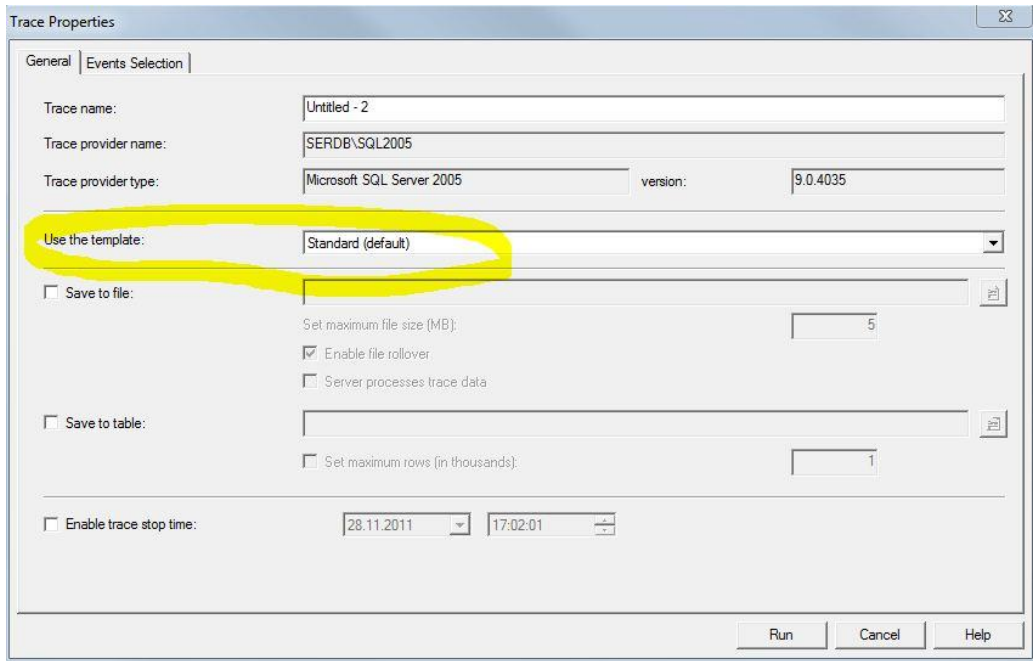 Trace Properties
General Events Selection
Trace name: Untitled - 2
Trace provider name: SERDB\SQL2005
Trace provider type: Microsoft SQL Server 2005 version: 9.0.4035
Use the template: Standard (default)
Save to file:
Set maximum file size (MB): 5
Enable file rollover
Server processes trace data
Save to table:
Set maximum rows (in thousands): 1
Enable trace stop time: 28.11.2011 17:02:01
Run Cancel Help